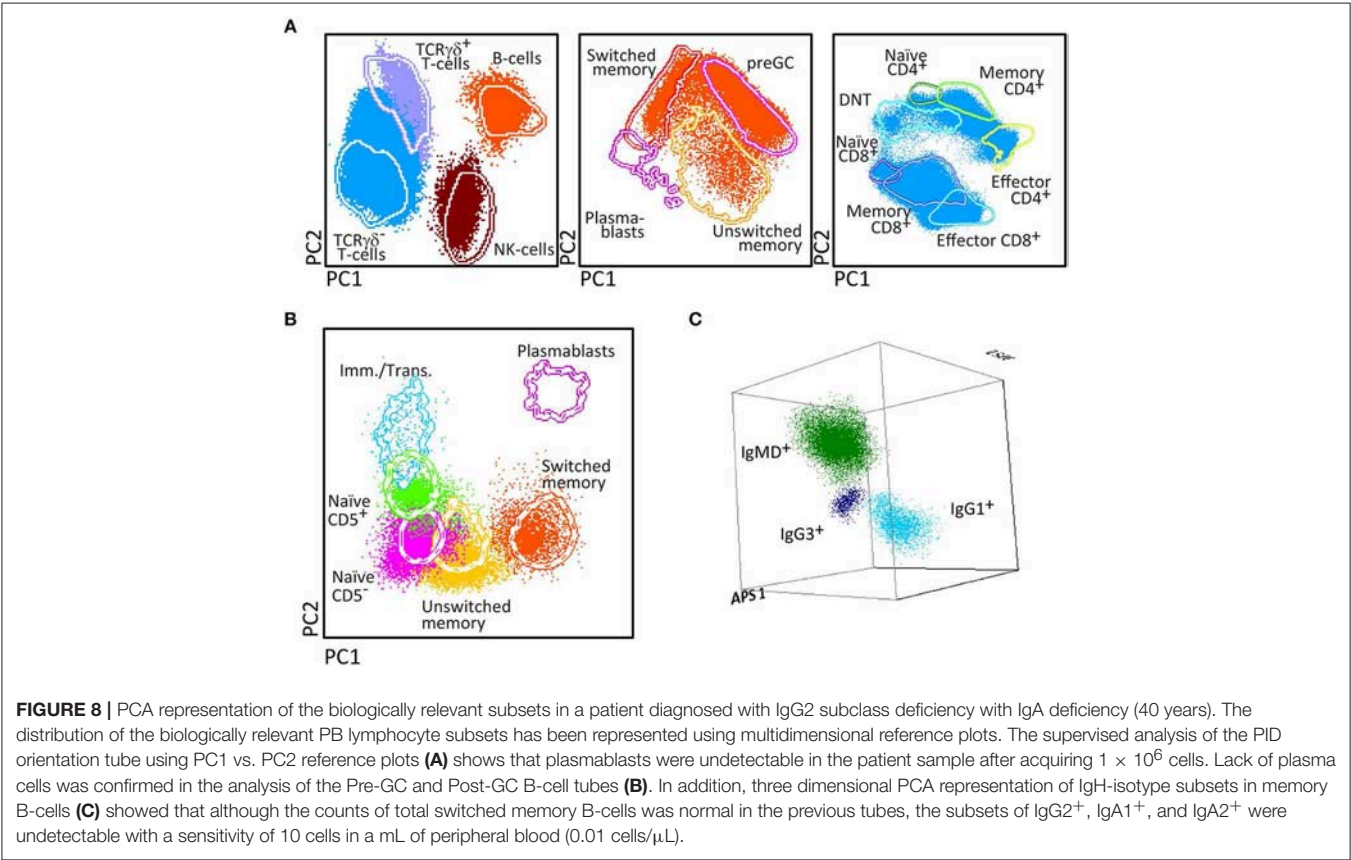 A
TCRγδ⁺
T-cells
B-cells
TCRγδ⁻
T-cells
NK-cells
PC2
PC1
Switched
memory
preGC
Plasma-
blasts
Unswitched
memory
PC2
PC1
Naïve
CD4⁺
Memory
CD4⁺
DNT
Naïve
CD8⁺
Effector
CD4⁺
Memory
CD8⁺
Effector CD8⁺
PC2
PC1
B
Plasmablasts
Imm./Trans.
Switched
memory
Naïve
CD5⁺
Naïve
CD5⁻
Unswitched
memory
PC2
PC1
C
IgMD⁺
IgG1⁺
IgG3⁺
APS1
FIGURE 8 | PCA representation of the biologically relevant subsets in a patient diagnosed with IgG2 subclass deficiency with IgA deficiency (40 years). The
distribution of the biologically relevant PB lymphocyte subsets has been represented using multidimensional reference plots. The supervised analysis of the PID
orientation tube using PC1 vs. PC2 reference plots (A) shows that plasmablasts were undetectable in the patient sample after acquiring 1 × 10⁶ cells. Lack of plasma
cells was confirmed in the analysis of the Pre-GC and Post-GC B-cell tubes (B). In addition, three dimensional PCA representation of IgH-isotype subsets in memory
B-cells (C) showed that although the counts of total switched memory B-cells was normal in the previous tubes, the subsets of IgG2⁺, IgA1⁺, and IgA2⁺ were
undetectable with a sensitivity of 10 cells in a mL of peripheral blood (0.01 cells/μL).